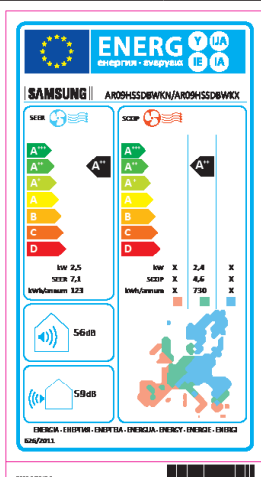 ENERG Y IJA
енергия · ενεργεια IE IA
SAMSUNG AR09HSSDBWKN/AR09HSSDBWKX
SEER SCOP
A+++ A+++
A++ A++ A++ A++
A+ A+
A A
B B
C C
D D
kW 2,5 kW X 2,4 X
SEER 7,1 SCOP X 4,6 X
kWh/annum 123 kWh/annum X 730 X
56dB
59dB
ENERGIA · ЕНЕРГИЯ · ΕΝΕΡΓΕΙΑ · ENERGIJA · ENERGY · ENERGIE · ENERGI
626/2011